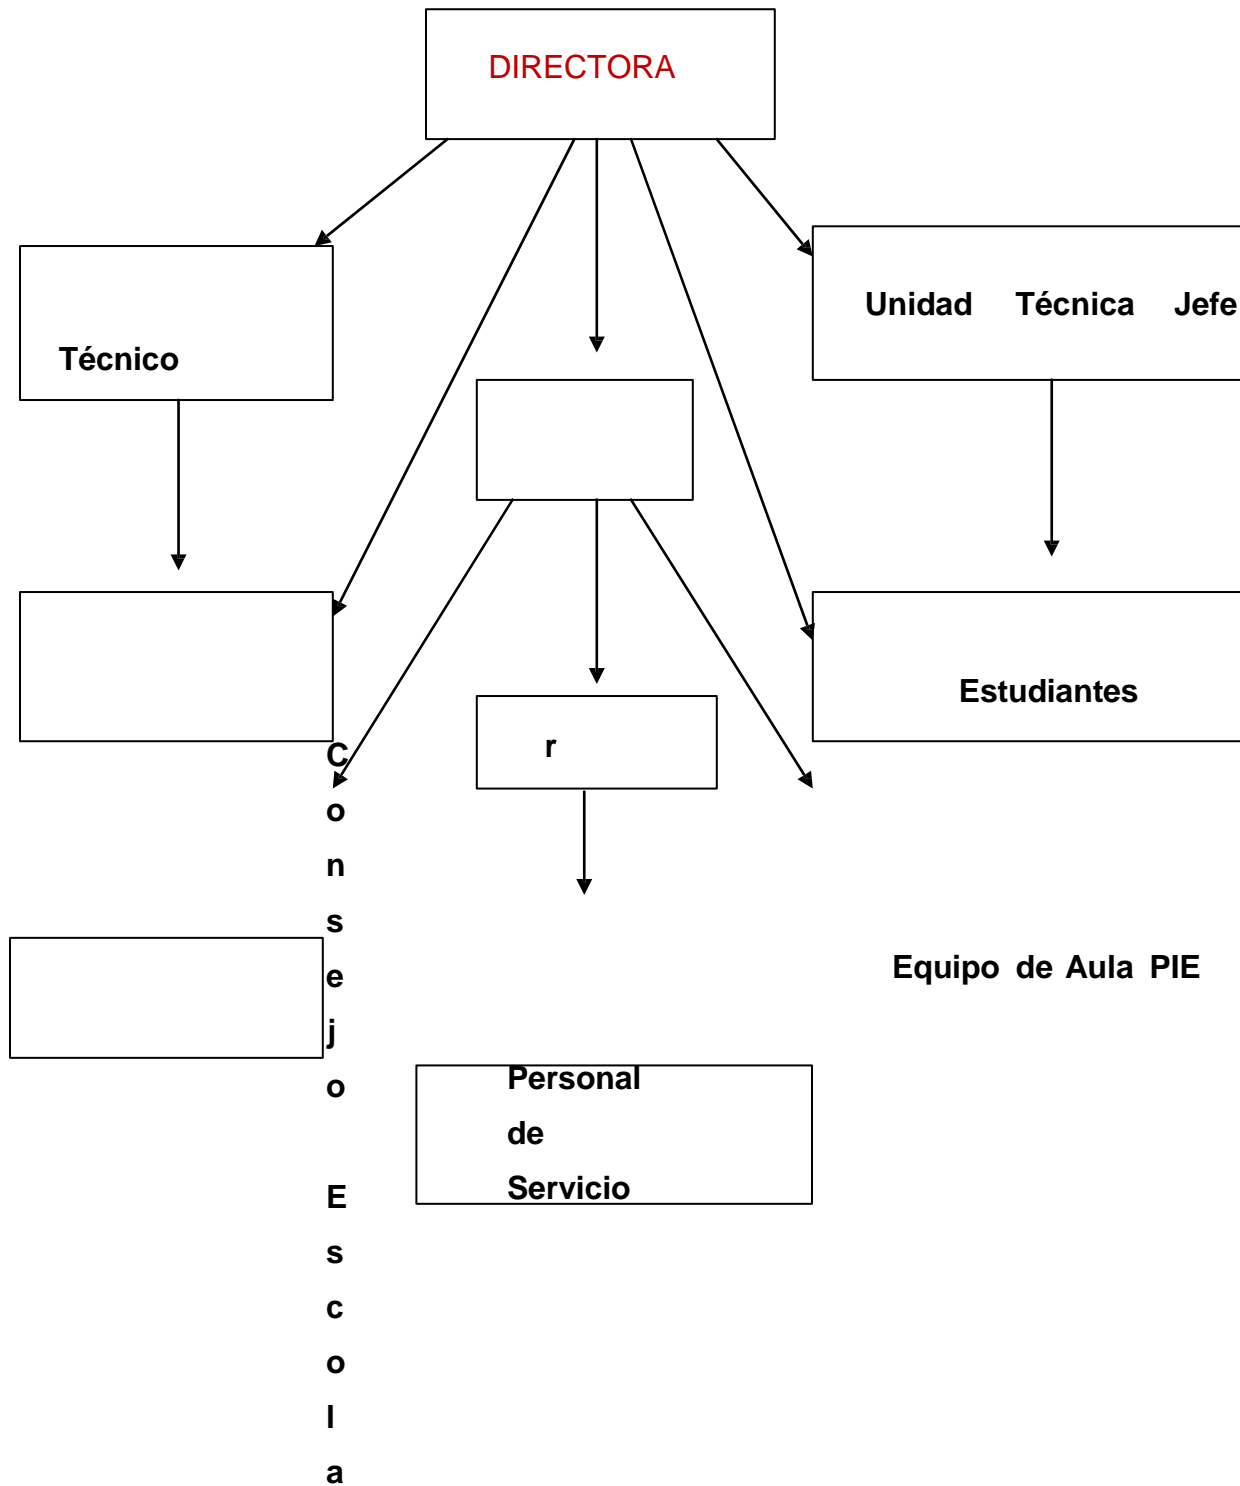 DIRECTORA
Unidad Técnica Jefe
Técnico
Estudiantes
r
C
o
n
s
e
j
o
E
s
c
o
l
a
Equipo de Aula PIE
Personal
de
Servicio